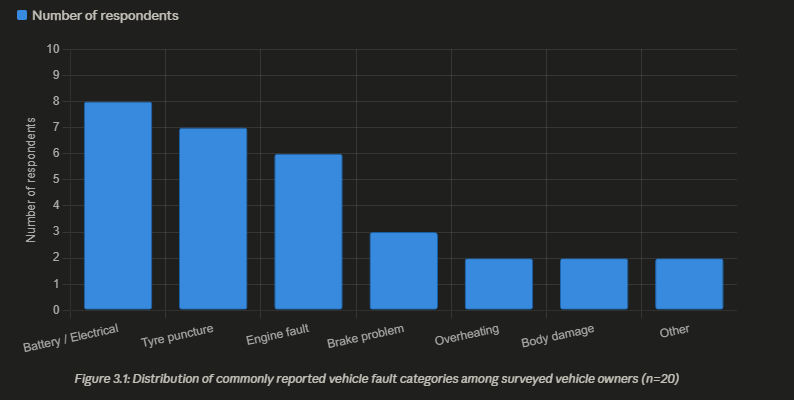 Number of respondents
10
9
8
7
6
5
4
3
2
1
0
Number of respondents
Battery / Electrical
Tyre puncture
Engine fault
Brake problem
Overheating
Body damage
Other
Figure 3.1: Distribution of commonly reported vehicle fault categories among surveyed vehicle owners (n=20)